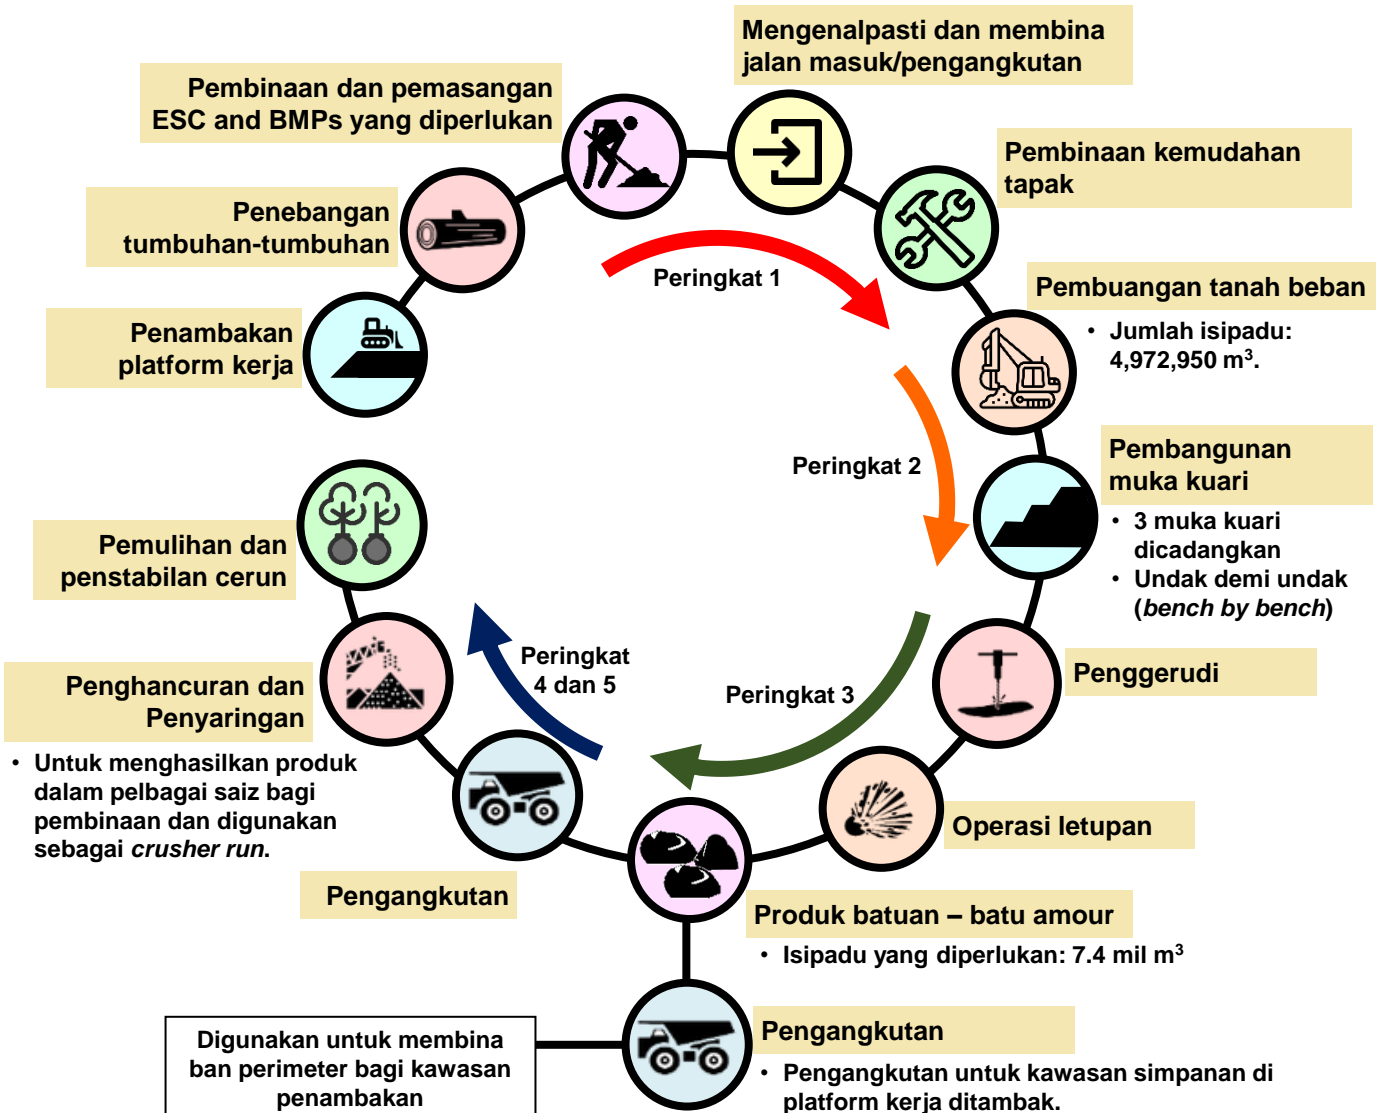 Mengenalpasti dan membina
jalan masuk/pengangkutan
Pembinaan dan pemasangan
ESC and BMPs yang diperlukan
Pembinaan kemudahan
tapak
Penebangan
tumbuhan-tumbuhan
Peringkat 1
Pembuangan tanah beban
• Jumlah isipadu:
4,972,950 m³.
Penambakan
platform kerja
Peringkat 2
Pembangunan
muka kuari
• 3 muka kuari
dicadangkan
• Undak demi undak
(bench by bench)
Pemulihan dan
penstabilan cerun
Peringkat
4 dan 5
Peringkat 3
Penggerudi
Penghancuran dan
Penyaringan
• Untuk menghasilkan produk
dalam pelbagai saiz bagi
pembinaan dan digunakan
sebagai crusher run.
Operasi letupan
Pengangkutan
Produk batuan – batu amour
• Isipadu yang diperlukan: 7.4 mil m³
Pengangkutan
• Pengangkutan untuk kawasan simpanan di
platform kerja ditambak.
Digunakan untuk membina
ban perimeter bagi kawasan
penambakan